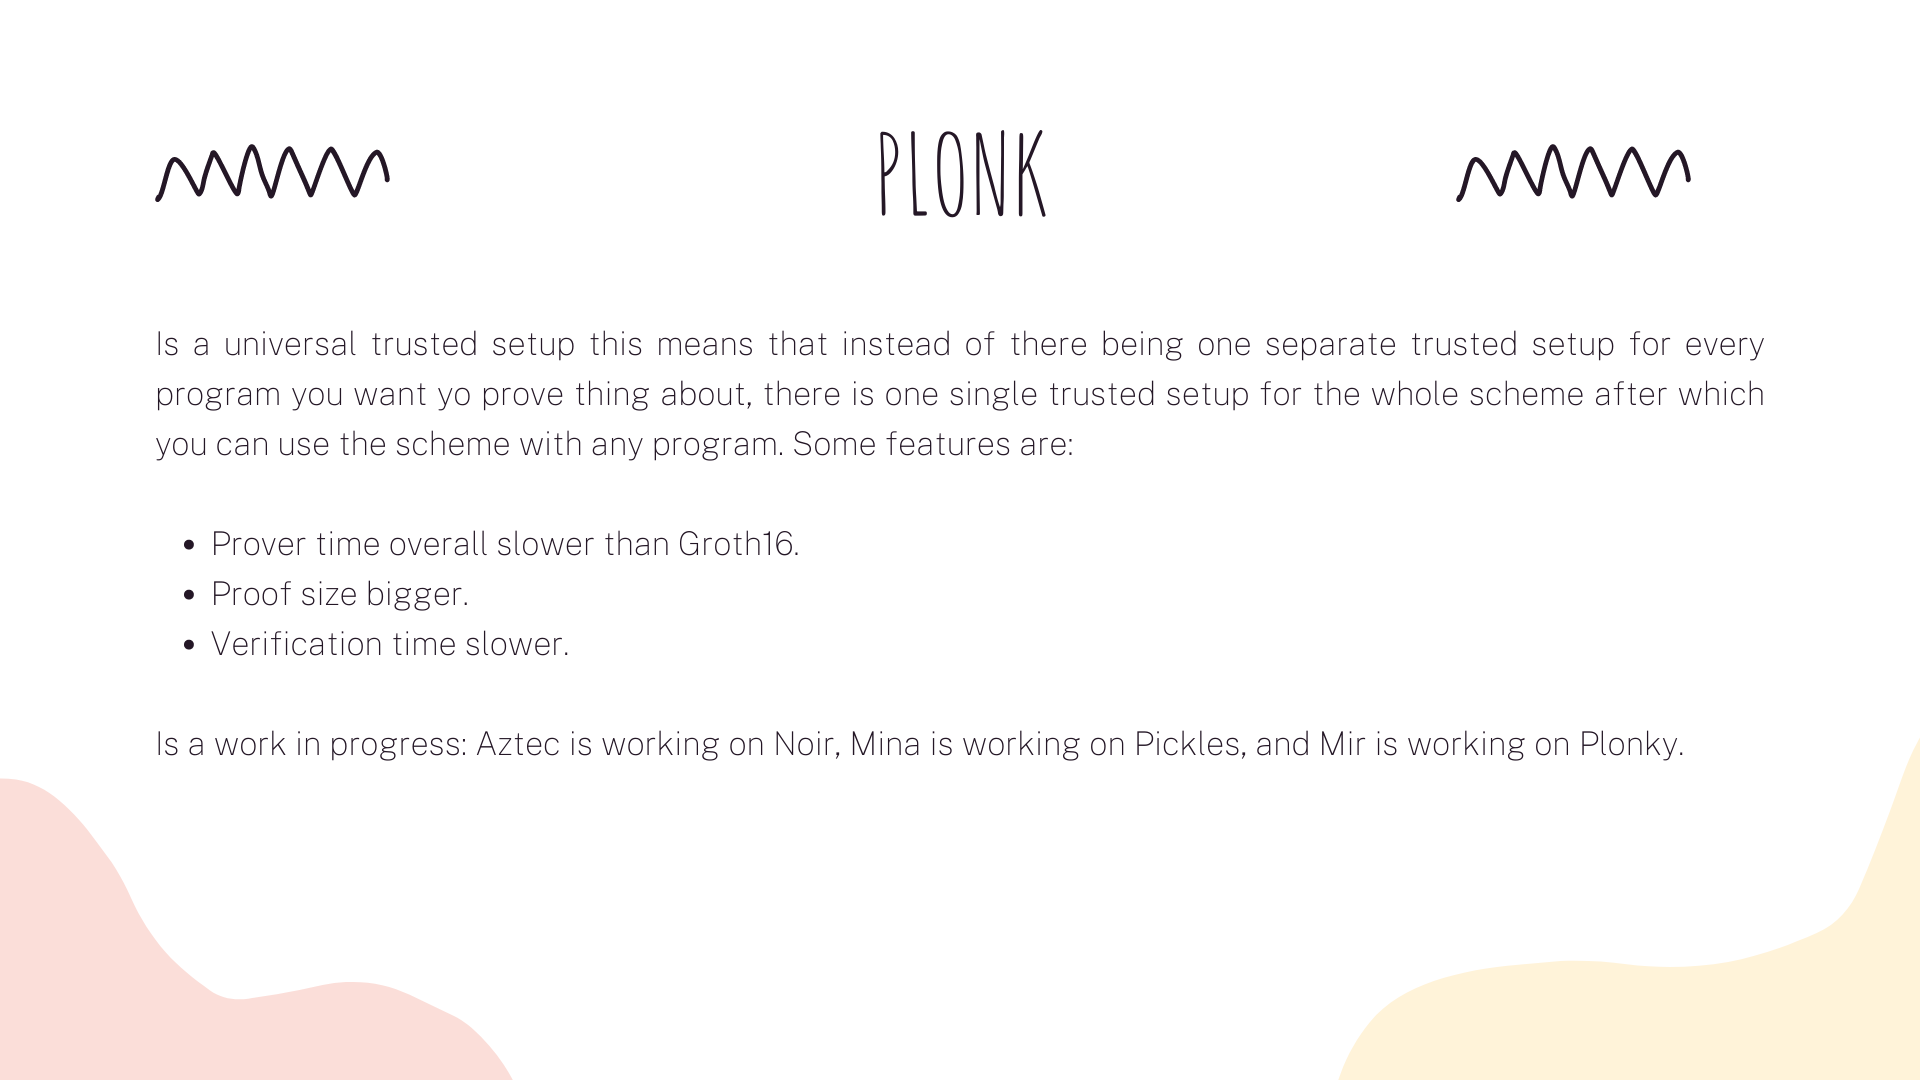 PLONK
Is a universal trusted setup this means that instead of there being one separate trusted setup for every
program you want yo prove thing about, there is one single trusted setup for the whole scheme after which
you can use the scheme with any program. Some features are:
• Prover time overall slower than Groth16.
• Proof size bigger.
• Verification time slower.
Is a work in progress: Aztec is working on Noir, Mina is working on Pickles, and Mir is working on Plonky.